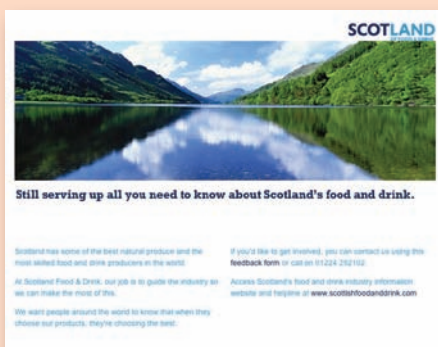 SCOTLAND
OF FOOD & DRINK
Still serving up all you need to know about Scotland's food and drink.
Scotland has some of the best natural produce and the
most skilled food and drink producers in the world.
At Scotland Food & Drink, our job is to guide the industry so
we can make the most of this.
We want people around the world to know that when they
choose our products, they're choosing the best.
If you'd like to get involved, you can contact us using this
feedback form or call on 01224 252102.
Access Scotland's food and drink industry information
website and helpline at www.scottishfoodanddrink.com